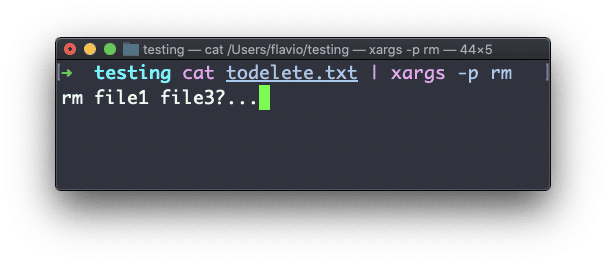 testing — cat /Users/flavio/testing — xargs -p rm — 44×5
➜ testing cat todelete.txt | xargs -p rm
rm file1 file3?...